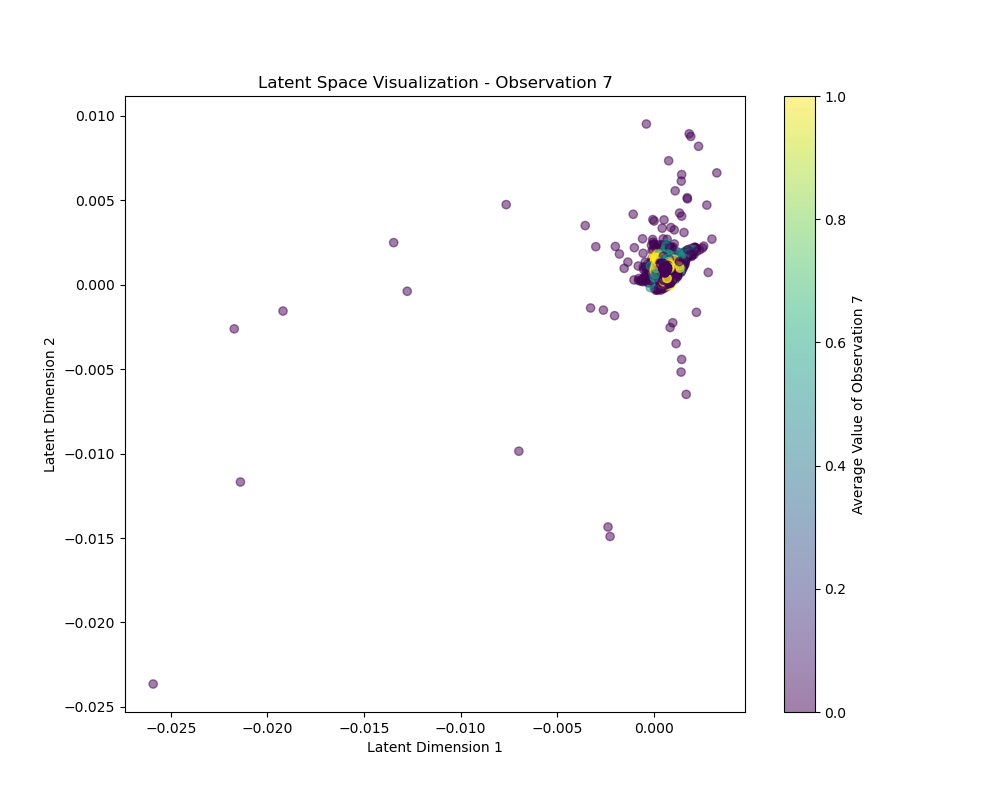 Latent Space Visualization - Observation 7
0.010
0.005
0.000
−0.005
−0.010
−0.015
−0.020
−0.025
Latent Dimension 2
−0.025 −0.020 −0.015 −0.010 −0.005 0.000
Latent Dimension 1
1.0
0.8
0.6
0.4
0.2
0.0
Average Value of Observation 7